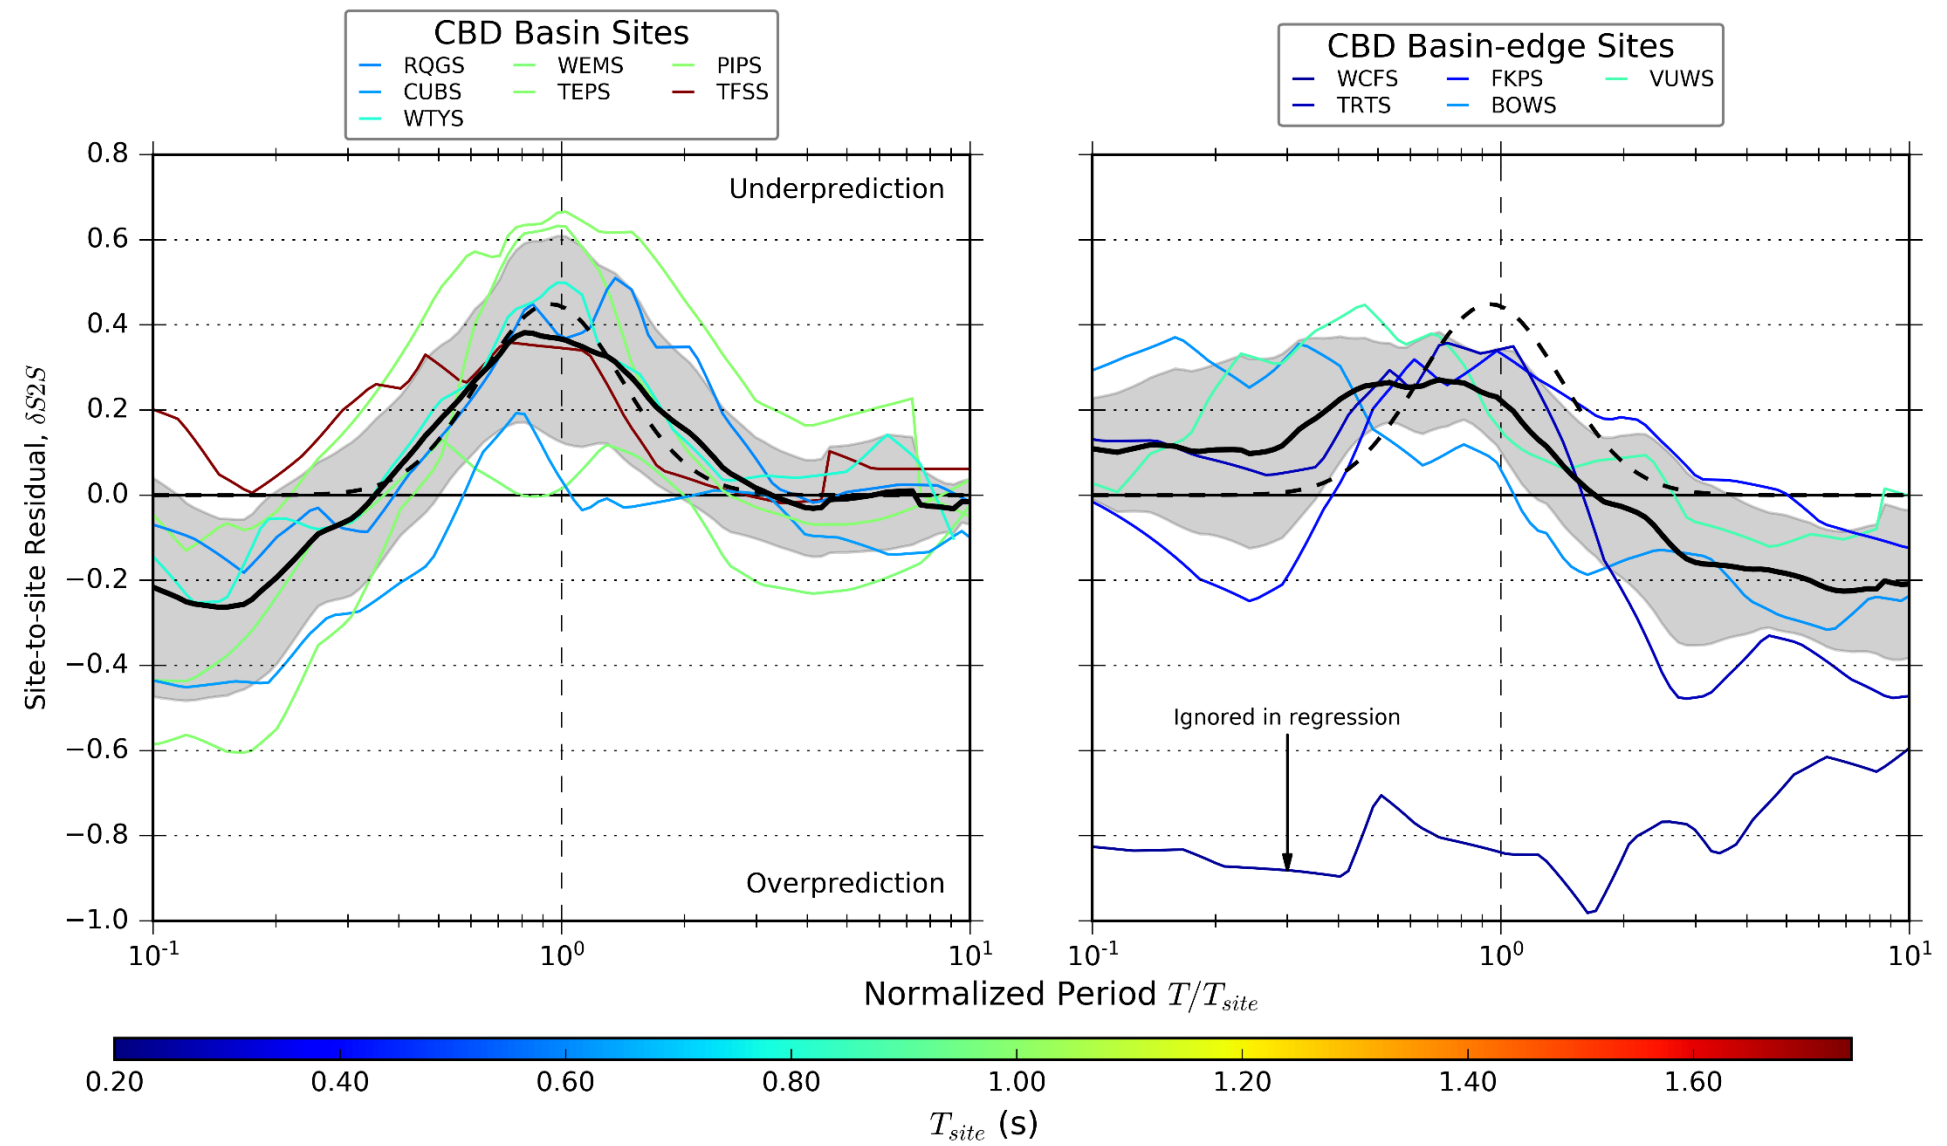 CBD Basin Sites
RQGS WEMS PIPS
CUBS TEPS TFSS
WTYS
CBD Basin-edge Sites
WCFS FKPS VUWS
TRTS BOWS
Site-to-site Residual, δS2S
0.8
0.6
0.4
0.2
0.0
−0.2
−0.4
−0.6
−0.8
−1.0
Underprediction
Overprediction
Ignored in regression
10⁻¹ 10⁰ 10¹
10⁻¹ 10⁰ 10¹
Normalized Period T/T_site
0.20 0.40 0.60 0.80 1.00 1.20 1.40 1.60
T_site (s)